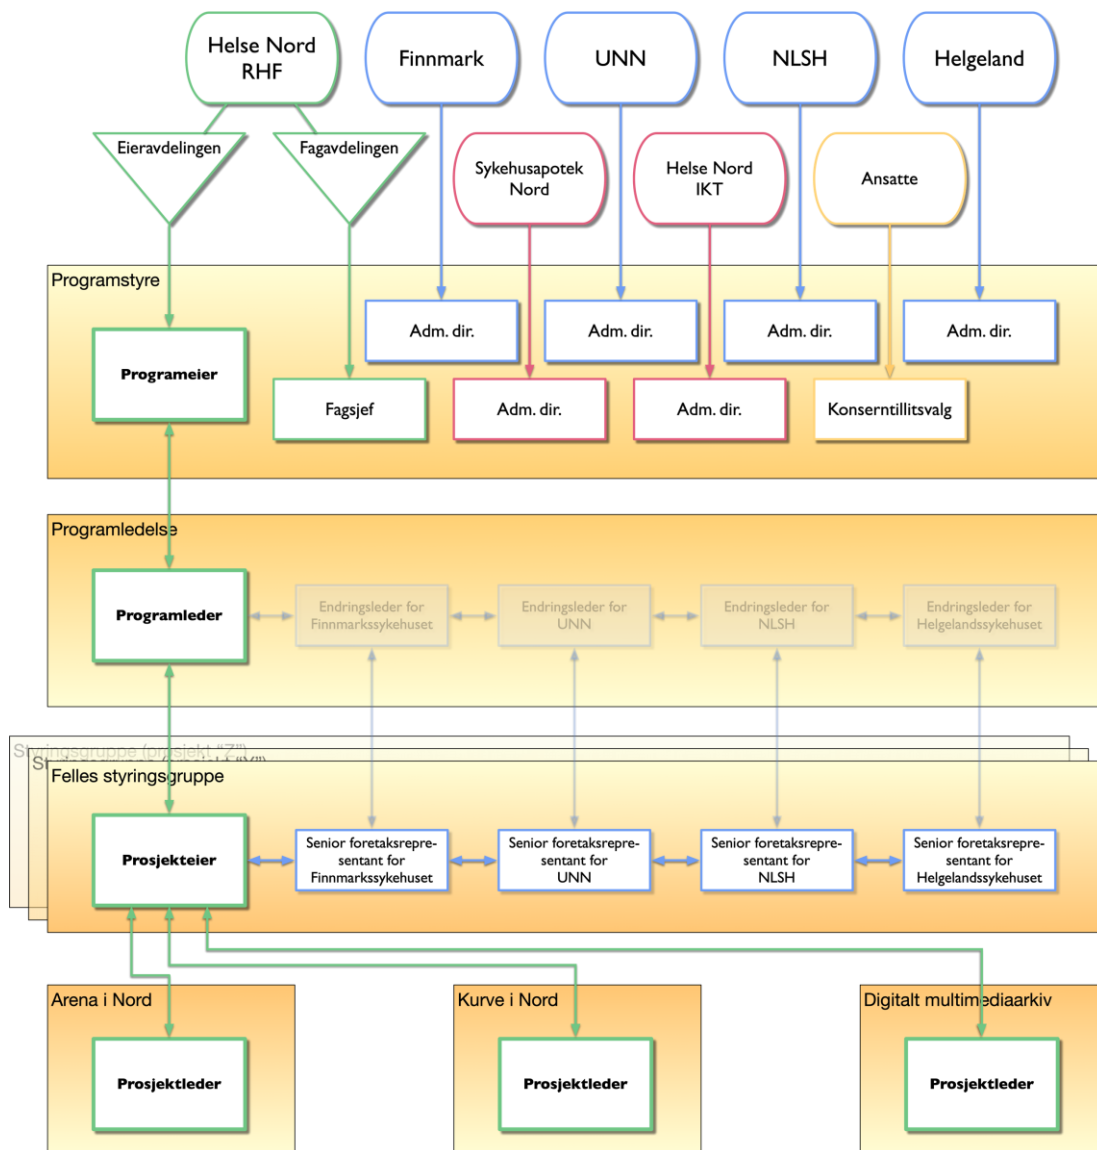 Helse Nord
RHF
Finnmark
UNN
NLSH
Helgeland
Eieravdelingen
Fagavdelingen
Sykehusapotek
Nord
Helse Nord
IKT
Ansatte
Programstyre
Adm. dir.
Adm. dir.
Adm. dir.
Adm. dir.
Programeier
Fagsjef
Adm. dir.
Adm. dir.
Konserntillitsvalg
Programledelse
Programleder
Endringsleder for
Finnmarkssykehuset
Endringsleder for
UNN
Endringsleder for
NLSH
Endringsleder for
Helgelandssykehuset
Styringsgruppe (prosjekt “Z”)
Felles styringsgruppe
Prosjekteier
Senior foretaksrepre-
sentant for
Finnmarkssykehuset
Senior foretaksrepre-
sentant for
UNN
Senior foretaksrepre-
sentant for
NLSH
Senior foretaksrepre-
sentant for
Helgelandssykehuset
Arena i Nord
Kurve i Nord
Digitalt multimediaarkiv
Prosjektleder
Prosjektleder
Prosjektleder